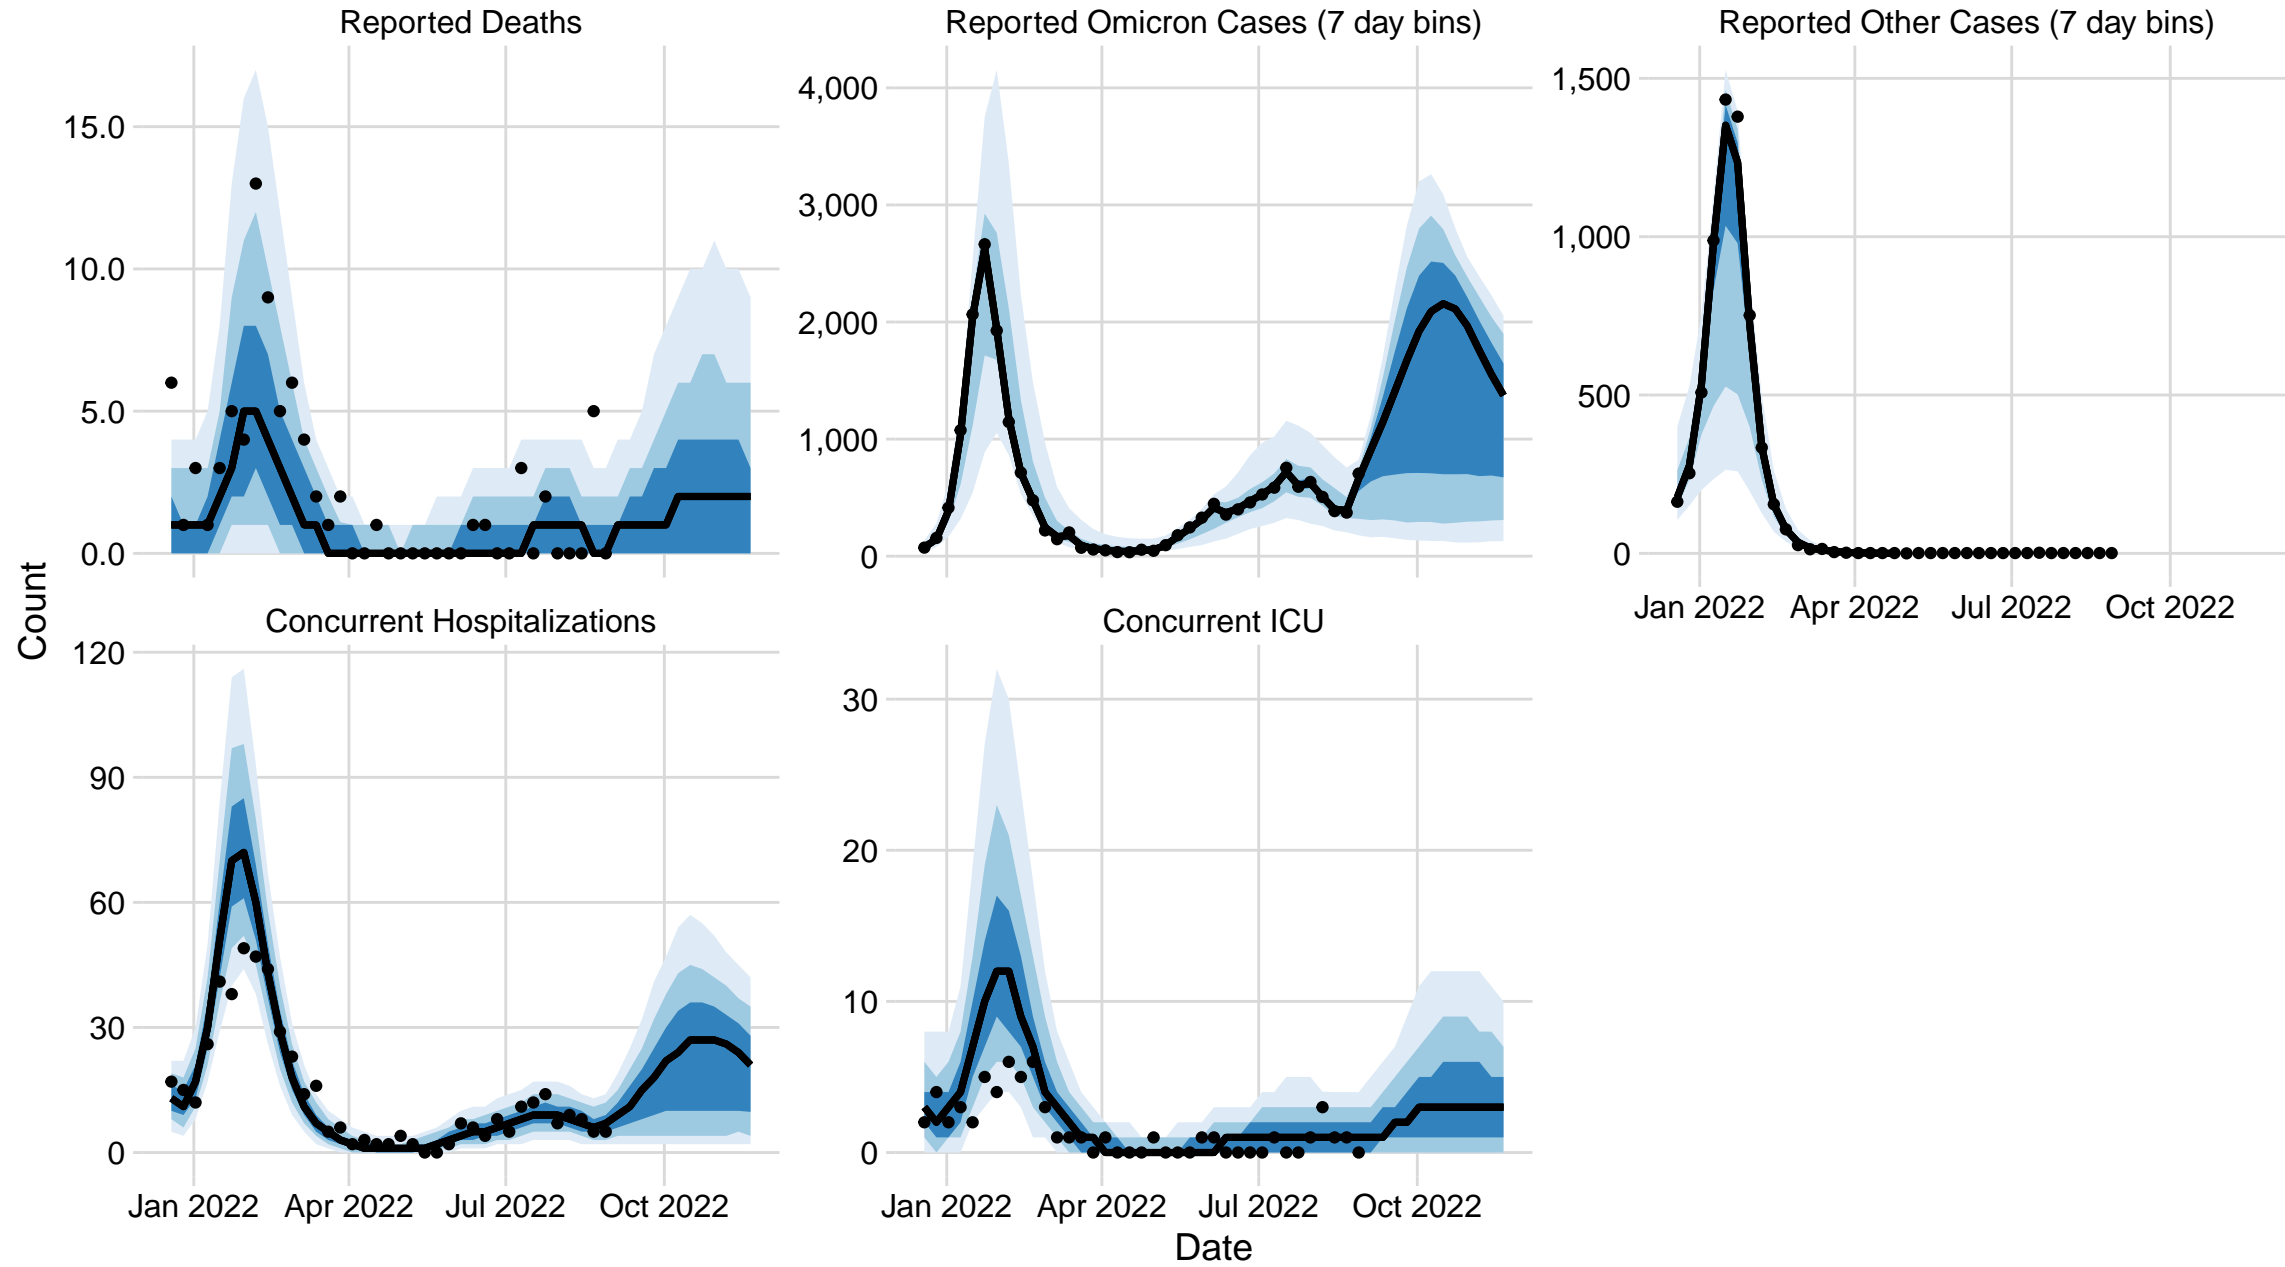 Reported Deaths
Reported Omicron Cases (7 day bins)
Reported Other Cases (7 day bins)
15.0
10.0
5.0
0.0
4,000
3,000
2,000
1,000
0
1,500
1,000
500
0
Jan 2022 Apr 2022 Jul 2022 Oct 2022
Count
Concurrent Hospitalizations
Concurrent ICU
120
90
60
30
0
30
20
10
0
Jan 2022 Apr 2022 Jul 2022 Oct 2022
Jan 2022 Apr 2022 Jul 2022 Oct 2022
Date